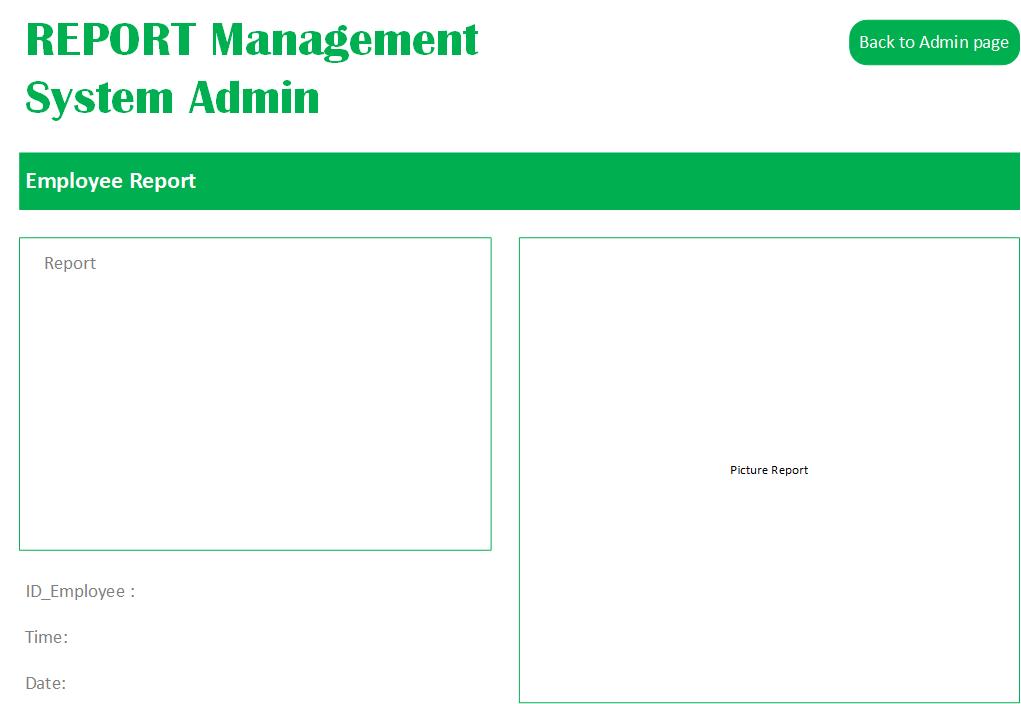 REPORT Management
System Admin
Back to Admin page
Employee Report
Report
Picture Report
ID_Employee :
Time:
Date: